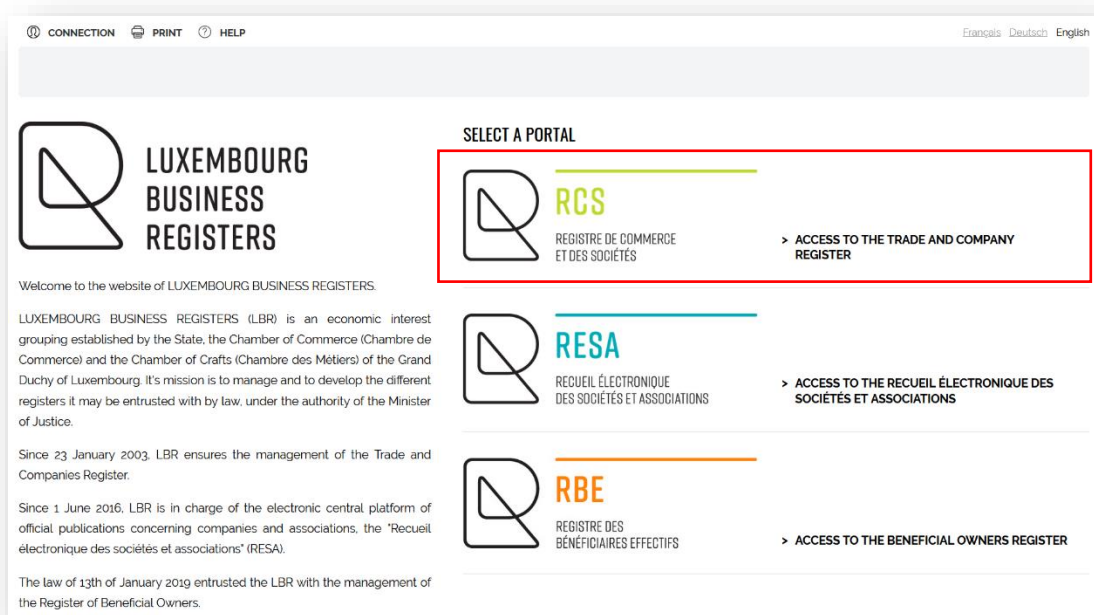 CONNECTION PRINT ? HELP
Français Deutsch English
LUXEMBOURG
BUSINESS
REGISTERS
Welcome to the website of LUXEMBOURG BUSINESS REGISTERS.
LUXEMBOURG BUSINESS REGISTERS (LBR) is an economic interest
grouping established by the State, the Chamber of Commerce (Chambre de
Commerce) and the Chamber of Crafts (Chambre des Métiers) of the Grand
Duchy of Luxembourg. It's mission is to manage and to develop the different
registers it may be entrusted with by law, under the authority of the Minister
of Justice.
Since 23 January 2003, LBR ensures the management of the Trade and
Companies Register.
Since 1 June 2016, LBR is in charge of the electronic central platform of
official publications concerning companies and associations, the "Recueil
électronique des sociétés et associations" (RESA).
The law of 13th of January 2019 entrusted the LBR with the management of
the Register of Beneficial Owners.
SELECT A PORTAL
RCS
REGISTRE DE COMMERCE
ET DES SOCIÉTÉS
> ACCESS TO THE TRADE AND COMPANY
REGISTER
RESA
RECUEIL ÉLECTRONIQUE
DES SOCIÉTÉS ET ASSOCIATIONS
> ACCESS TO THE RECUEIL ÉLECTRONIQUE DES
SOCIÉTÉS ET ASSOCIATIONS
RBE
REGISTRE DES
BÉNÉFICIAIRES EFFECTIFS
> ACCESS TO THE BENEFICIAL OWNERS REGISTER